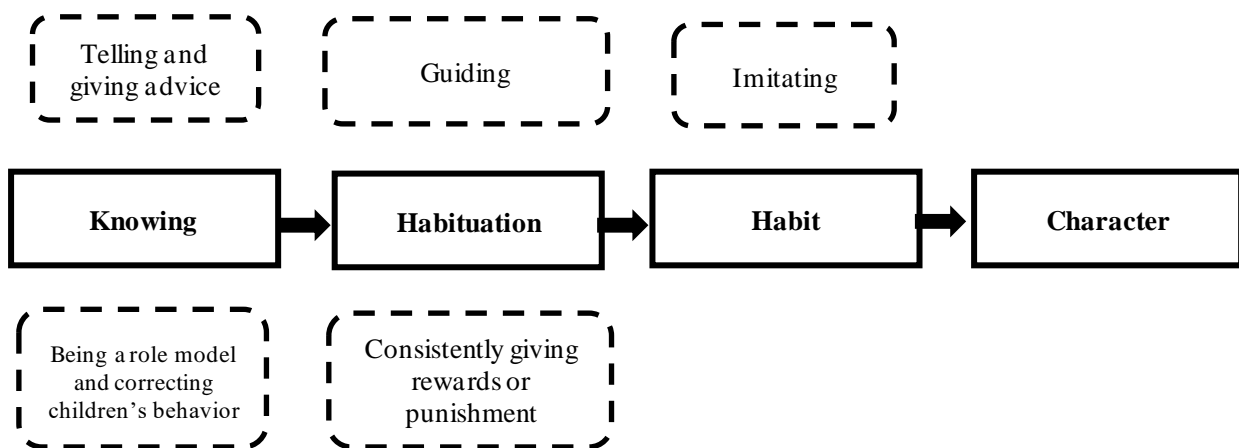 Telling and
giving advice
Guiding
Imitating
Knowing
Habituation
Habit
Character
Being a role model
and correcting
children's behavior
Consistently giving
rewards or
punishment